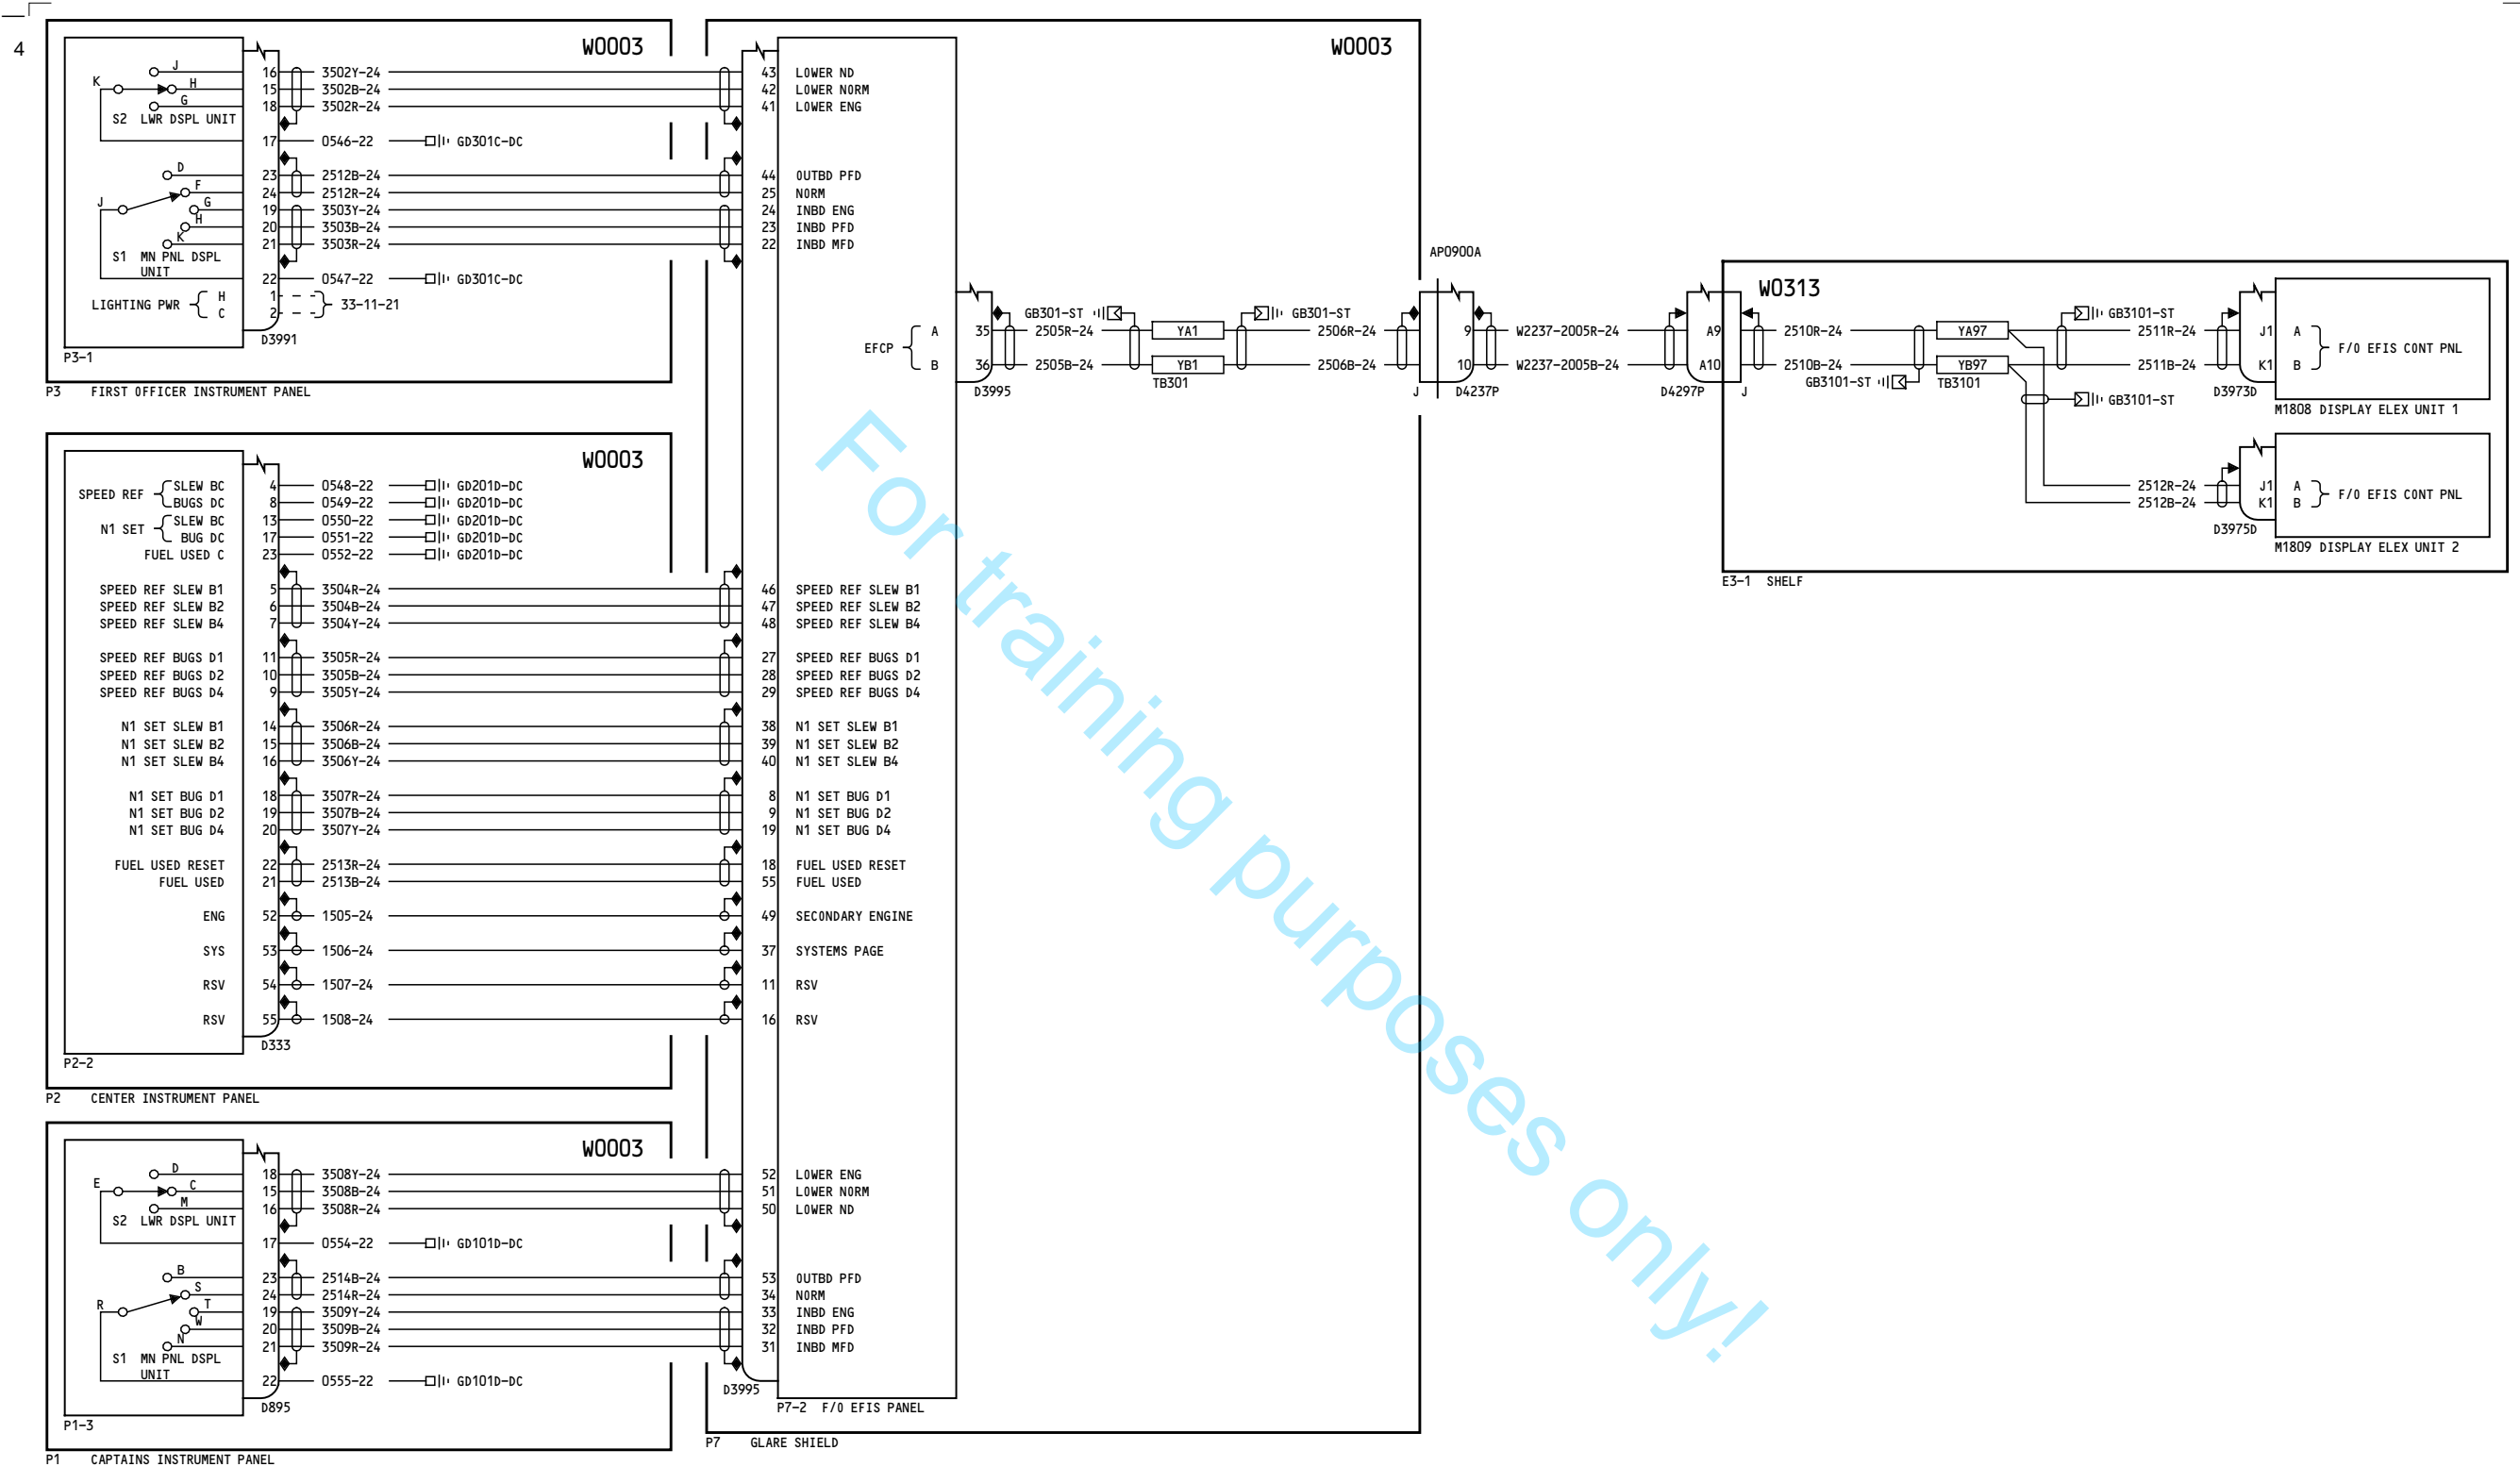 4
W0003
J
K
H
G
S2 LWR DSPL UNIT
16 3502Y-24
15 3502B-24
18 3502R-24
17 0546-22 GD301C-DC
D
F
J
G
H
K
S1 MN PNL DSPL
UNIT
23 2512B-24
24 2512R-24
19 3503Y-24
20 3503B-24
21 3503R-24
22 0547-22 GD301C-DC
LIGHTING PWR
H 1
C 2
33-11-21
D3991
P3-1
P3 FIRST OFFICER INSTRUMENT PANEL
W0003
SPEED REF
SLEW BC 4 0548-22 GD201D-DC
BUGS DC 8 0549-22 GD201D-DC
N1 SET
SLEW BC 13 0550-22 GD201D-DC
BUG DC 17 0551-22 GD201D-DC
FUEL USED C 23 0552-22 GD201D-DC
SPEED REF SLEW B1 5 3504R-24
SPEED REF SLEW B2 6 3504B-24
SPEED REF SLEW B4 7 3504Y-24
SPEED REF BUGS D1 11 3505R-24
SPEED REF BUGS D2 10 3505B-24
SPEED REF BUGS D4 9 3505Y-24
N1 SET SLEW B1 14 3506R-24
N1 SET SLEW B2 15 3506B-24
N1 SET SLEW B4 16 3506Y-24
N1 SET BUG D1 18 3507R-24
N1 SET BUG D2 19 3507B-24
N1 SET BUG D4 20 3507Y-24
FUEL USED RESET 22 2513R-24
FUEL USED 21 2513B-24
ENG 52 1505-24
SYS 53 1506-24
RSV 54 1507-24
RSV 55 1508-24
D333
P2-2
P2 CENTER INSTRUMENT PANEL
W0003
D
E
C
M
S2 LWR DSPL UNIT
18 3508Y-24
15 3508B-24
16 3508R-24
17 0554-22 GD101D-DC
B
S
R
T
W
N
S1 MN PNL DSPL
UNIT
23 2514B-24
24 2514R-24
19 3509Y-24
20 3509B-24
21 3509R-24
22 0555-22 GD101D-DC
D895
P1-3
P1 CAPTAINS INSTRUMENT PANEL
W0003
43 LOWER ND
42 LOWER NORM
41 LOWER ENG
44 OUTBD PFD
25 NORM
24 INBD ENG
23 INBD PFD
22 INBD MFD
46 SPEED REF SLEW B1
47 SPEED REF SLEW B2
48 SPEED REF SLEW B4
27 SPEED REF BUGS D1
28 SPEED REF BUGS D2
29 SPEED REF BUGS D4
38 N1 SET SLEW B1
39 N1 SET SLEW B2
40 N1 SET SLEW B4
8 N1 SET BUG D1
9 N1 SET BUG D2
19 N1 SET BUG D4
18 FUEL USED RESET
55 FUEL USED
49 SECONDARY ENGINE
37 SYSTEMS PAGE
11 RSV
16 RSV
52 LOWER ENG
51 LOWER NORM
50 LOWER ND
53 OUTBD PFD
34 NORM
33 INBD ENG
32 INBD PFD
31 INBD MFD
D3995
P7-2 F/O EFIS PANEL
P7 GLARE SHIELD
EFCP
A 35
B 36
D3995
GB301-ST
2505R-24
2505B-24
YA1
YB1
TB301
GB301-ST
2506R-24
2506B-24
AP0900A
J
9
10
D4237P
W2237-2005R-24
W2237-2005B-24
A9
A10
D4297P
J
W0313
2510R-24
2510B-24
GB3101-ST
YA97
YB97
TB3101
GB3101-ST
2511R-24
2511B-24
GB3101-ST
J1 A
K1 B
F/O EFIS CONT PNL
D3973D
M1808 DISPLAY ELEX UNIT 1
2512R-24
2512B-24
J1 A
K1 B
F/O EFIS CONT PNL
D3975D
M1809 DISPLAY ELEX UNIT 2
E3-1 SHELF
For training purposes only!